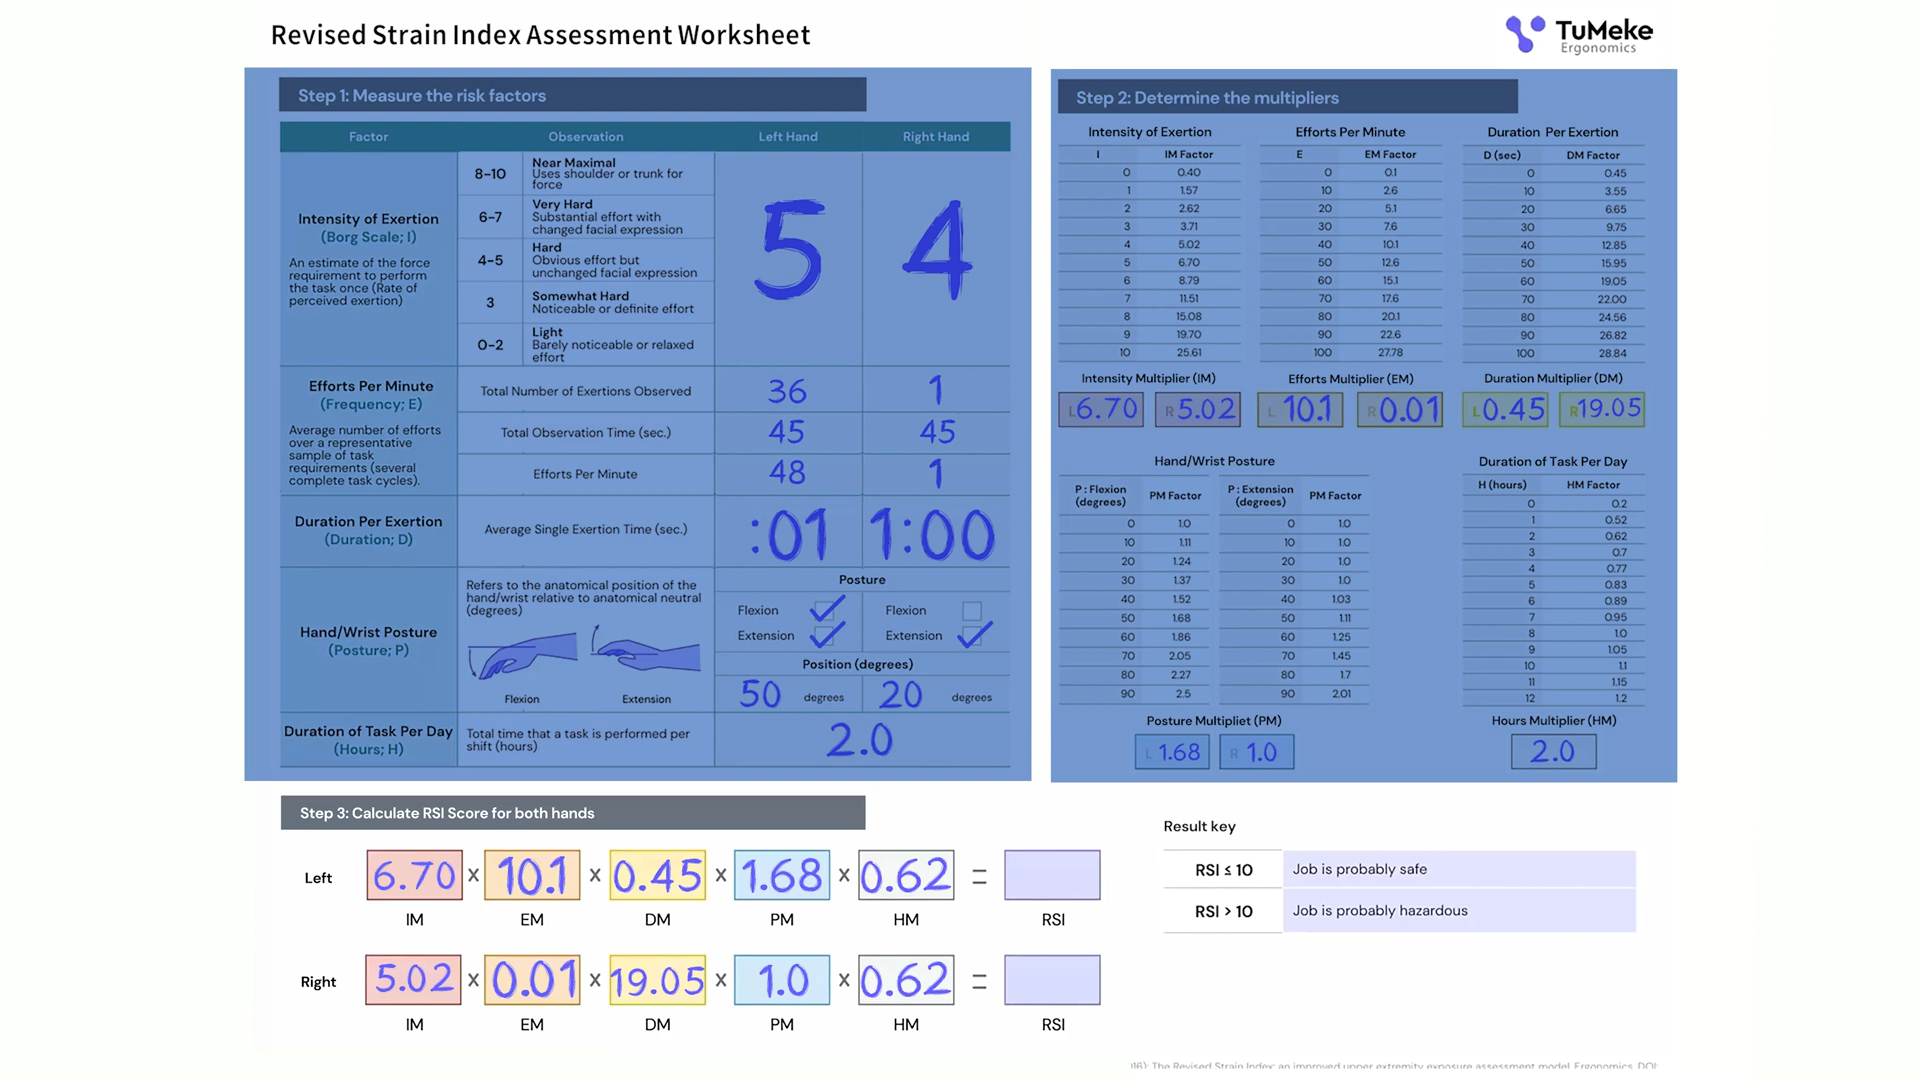 Revised Strain Index Assessment Worksheet
TuMeke
Ergonomics
Step 1: Measure the risk factors
Factor Observation Left Hand Right Hand
Intensity of Exertion
(Borg Scale; I)
An estimate of the force
requirement to perform
the task once (Rate of
perceived exertion)
8-10 Near Maximal
Uses shoulder or trunk for
force
6-7 Very Hard
Substantial effort with
changed facial expression
4-5 Hard
Obvious effort but
unchanged facial expression
3 Somewhat Hard
Noticeable or definite effort
0-2 Light
Barely noticeable or relaxed
effort
5 4
Efforts Per Minute
(Frequency; E)
Average number of efforts
over a representative
sample of task
requirements (several
complete task cycles).
Total Number of Exertions Observed 36 1
Total Observation Time (sec.) 45 45
Efforts Per Minute 48 1
Duration Per Exertion
(Duration; D)
Average Single Exertion Time (sec.) :01 1:00
Hand/Wrist Posture
(Posture; P)
Refers to the anatomical position of the
hand/wrist relative to anatomical neutral
(degrees)
Flexion Extension
Posture
Flexion Flexion
Extension Extension
Position (degrees)
50 degrees 20 degrees
Duration of Task Per Day
(Hours; H)
Total time that a task is performed per
shift (hours)
2.0
Step 2: Determine the multipliers
Intensity of Exertion
I IM Factor
0 0.40
1 1.57
2 2.62
3 3.71
4 5.02
5 6.70
6 8.79
7 11.51
8 15.08
9 19.70
10 25.61
Intensity Multiplier (IM)
L 6.70 R 5.02
Efforts Per Minute
E EM Factor
0 0.1
10 2.6
20 5.1
30 7.6
40 10.1
50 12.6
60 15.1
70 17.6
80 20.1
90 22.6
100 27.78
Efforts Multiplier (EM)
L 10.1 R 0.01
Duration Per Exertion
D (sec) DM Factor
0 0.45
10 3.55
20 6.65
30 9.75
40 12.85
50 15.95
60 19.05
70 22.00
80 24.56
90 26.82
100 28.84
Duration Multiplier (DM)
L 0.45 R 19.05
Hand/Wrist Posture
P : Flexion
(degrees) PM Factor P : Extension
(degrees) PM Factor
0 1.0 0 1.0
10 1.11 10 1.0
20 1.24 20 1.0
30 1.37 30 1.0
40 1.52 40 1.03
50 1.68 50 1.11
60 1.86 60 1.25
70 2.05 70 1.45
80 2.27 80 1.7
90 2.5 90 2.01
Posture Multipliet (PM)
L 1.68 R 1.0
Duration of Task Per Day
H (hours) HM Factor
0 0.2
1 0.52
2 0.62
3 0.7
4 0.77
5 0.83
6 0.89
7 0.95
8 1.0
9 1.05
10 1.1
11 1.15
12 1.2
Hours Multiplier (HM)
2.0
Step 3: Calculate RSI Score for both hands
Left 6.70 x 10.1 x 0.45 x 1.68 x 0.62 =
IM EM DM PM HM RSI
Right 5.02 x 0.01 x 19.05 x 1.0 x 0.62 =
IM EM DM PM HM RSI
Result key
RSI ≤ 10 Job is probably safe
RSI > 10 Job is probably hazardous
16): The Revised Strain Index: an improved upper extremity exposure assessment model. Ergonomics. DOI: